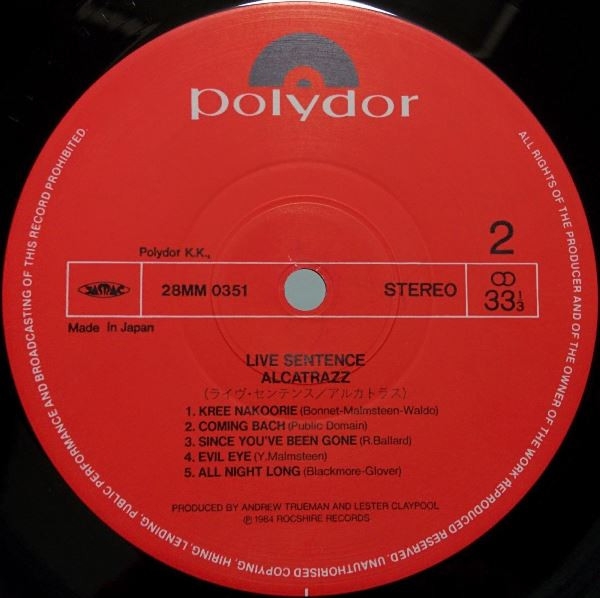 polydor
2
Polydor K.K.,
JASRAC
28MM 0351
STEREO
33 1/3
Made in Japan
LIVE SENTENCE
ALCATRAZZ
(ライヴ・センテンス/アルカトラス)
1. KREE NAKOORIE (Bonnet-Malmsteen-Waldo)
2. COMING BACH (Public Domain)
3. SINCE YOU'VE BEEN GONE (R.Ballard)
4. EVIL EYE (Y.Malmsteen)
5. ALL NIGHT LONG (Blackmore-Glover)
PRODUCED BY ANDREW TRUEMAN AND LESTER CLAYPOOL
℗ 1984 ROCSHIRE RECORDS
ALL RIGHTS OF THE PRODUCER AND OF THE OWNER OF THE WORK REPRODUCED RESERVED. UNAUTHORISED COPYING, HIRING, LENDING, PUBLIC PERFORMANCE AND BROADCASTING OF THIS RECORD PROHIBITED.